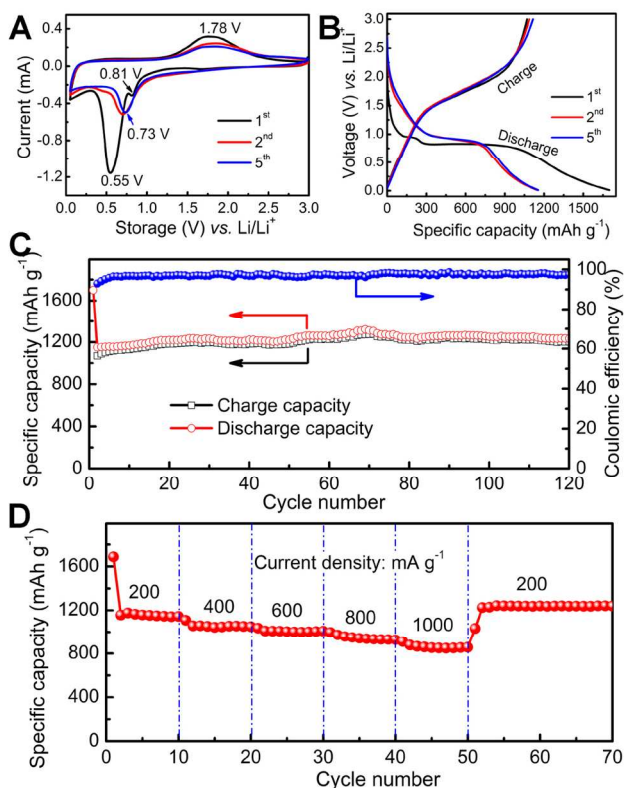 A
B
Current (mA)
0.4
0.0
-0.4
-0.8
-1.2
1.78 V
0.81 V
0.73 V
0.55 V
1st
2nd
5th
0.0 0.5 1.0 1.5 2.0 2.5 3.0
Storage (V) vs. Li/Li+
Voltage (V) vs. Li/Li+
3.0
2.5
2.0
1.5
1.0
0.5
0.0
Charge
Discharge
1st
2nd
5th
0 300 600 900 1200 1500
Specific capacity (mAh g-1)
C
Specific capacity (mAh g-1)
1600
1200
800
400
0
Charge capacity
Discharge capacity
100
80
60
40
20
0
Coulomic efficiency (%)
0 20 40 60 80 100 120
Cycle number
D
Specific capacity (mAh g-1)
1600
1200
800
400
0
Current density: mA g-1
200
400
600
800
1000
200
0 10 20 30 40 50 60 70
Cycle number